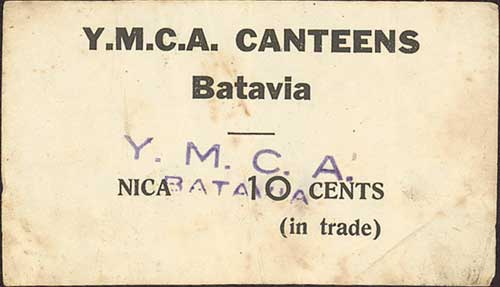 Y.M.C.A. CANTEENS
Batavia
Y. M. C. A.
BATAVIA
NICA 10 CENTS
(in trade)